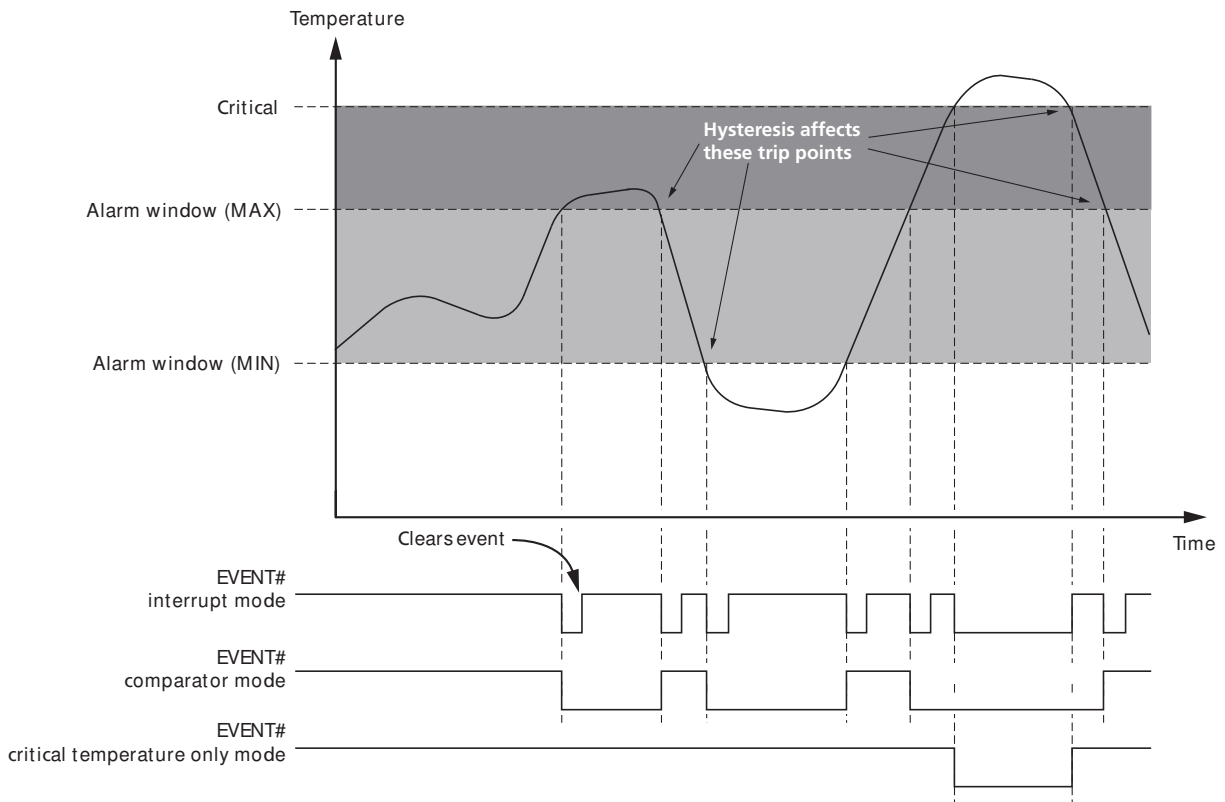 Temperature
Critical
Hysteresis affects
these trip points
Alarm window (MAX)
Alarm window (MIN)
Time
Clears event
EVENT#
interrupt mode
EVENT#
comparator mode
EVENT#
critical temperature only mode